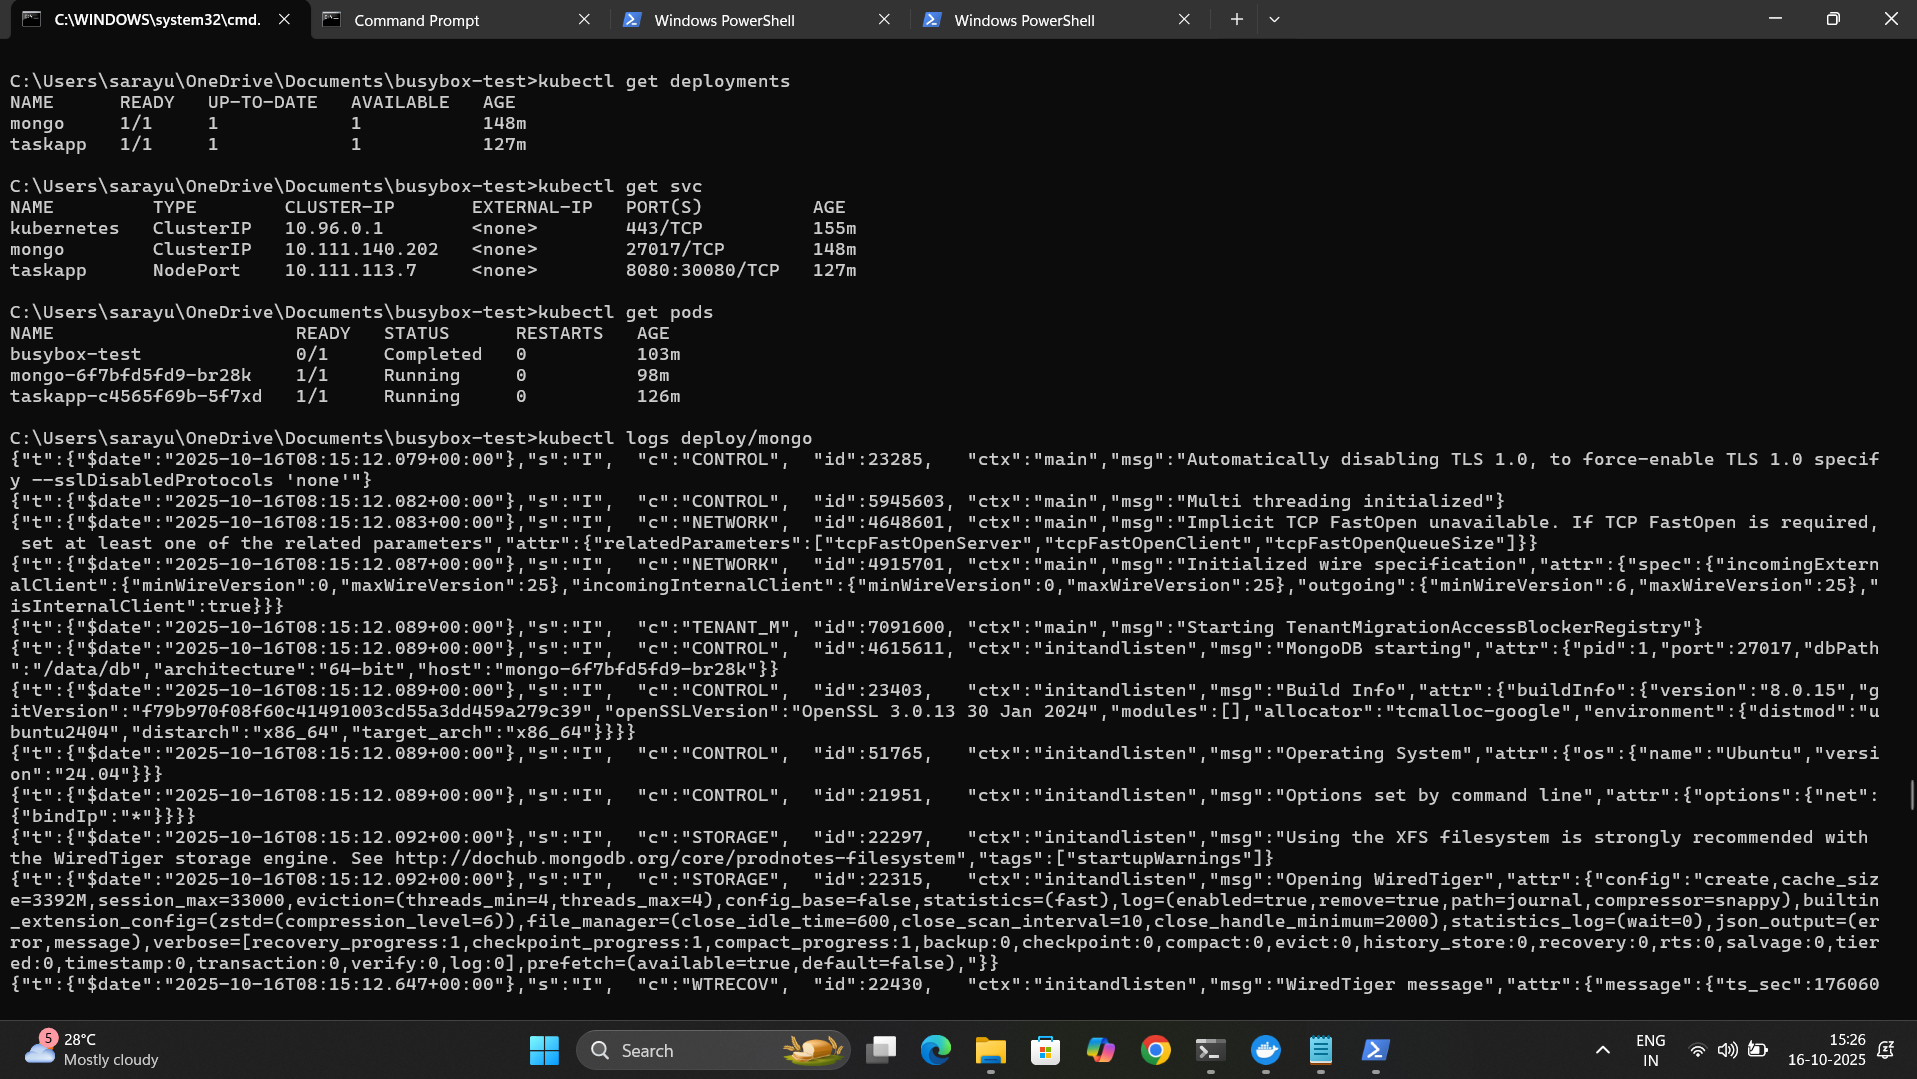 C:\WINDOWS\system32\cmd.
Command Prompt
Windows PowerShell
Windows PowerShell
C:\Users\sarayu\OneDrive\Documents\busybox-test>kubectl get deployments
NAME      READY   UP-TO-DATE   AVAILABLE   AGE
mongo     1/1     1            1           148m
taskapp   1/1     1            1           127m
C:\Users\sarayu\OneDrive\Documents\busybox-test>kubectl get svc
NAME         TYPE        CLUSTER-IP       EXTERNAL-IP   PORT(S)          AGE
kubernetes   ClusterIP   10.96.0.1        <none>        443/TCP          155m
mongo        ClusterIP   10.111.140.202   <none>        27017/TCP        148m
taskapp      NodePort    10.111.113.7     <none>        8080:30080/TCP   127m
C:\Users\sarayu\OneDrive\Documents\busybox-test>kubectl get pods
NAME                      READY   STATUS      RESTARTS   AGE
busybox-test              0/1     Completed   0          103m
mongo-6f7bfd5fd9-br28k    1/1     Running     0          98m
taskapp-c4565f69b-5f7xd   1/1     Running     0          126m
C:\Users\sarayu\OneDrive\Documents\busybox-test>kubectl logs deploy/mongo
{"t":{"$date":"2025-10-16T08:15:12.079+00:00"},"s":"I",  "c":"CONTROL",  "id":23285,   "ctx":"main","msg":"Automatically disabling TLS 1.0, to force-enable TLS 1.0 specif
y --sslDisabledProtocols 'none'"}
{"t":{"$date":"2025-10-16T08:15:12.082+00:00"},"s":"I",  "c":"CONTROL",  "id":5945603, "ctx":"main","msg":"Multi threading initialized"}
{"t":{"$date":"2025-10-16T08:15:12.083+00:00"},"s":"I",  "c":"NETWORK",  "id":4648601, "ctx":"main","msg":"Implicit TCP FastOpen unavailable. If TCP FastOpen is required,
 set at least one of the related parameters","attr":{"relatedParameters":["tcpFastOpenServer","tcpFastOpenClient","tcpFastOpenQueueSize"]}}
{"t":{"$date":"2025-10-16T08:15:12.087+00:00"},"s":"I",  "c":"NETWORK",  "id":4915701, "ctx":"main","msg":"Initialized wire specification","attr":{"spec":{"incomingExtern
alClient":{"minWireVersion":0,"maxWireVersion":25},"incomingInternalClient":{"minWireVersion":0,"maxWireVersion":25},"outgoing":{"minWireVersion":6,"maxWireVersion":25},"
isInternalClient":true}}}
{"t":{"$date":"2025-10-16T08:15:12.089+00:00"},"s":"I",  "c":"TENANT_M", "id":7091600, "ctx":"main","msg":"Starting TenantMigrationAccessBlockerRegistry"}
{"t":{"$date":"2025-10-16T08:15:12.089+00:00"},"s":"I",  "c":"CONTROL",  "id":4615611, "ctx":"initandlisten","msg":"MongoDB starting","attr":{"pid":1,"port":27017,"dbPath
":"/data/db","architecture":"64-bit","host":"mongo-6f7bfd5fd9-br28k"}}
{"t":{"$date":"2025-10-16T08:15:12.089+00:00"},"s":"I",  "c":"CONTROL",  "id":23403,   "ctx":"initandlisten","msg":"Build Info","attr":{"buildInfo":{"version":"8.0.15","g
itVersion":"f79b970f08f60c41491003cd55a3dd459a279c39","openSSLVersion":"OpenSSL 3.0.13 30 Jan 2024","modules":[],"allocator":"tcmalloc-google","environment":{"distmod":"u
buntu2404","distarch":"x86_64","target_arch":"x86_64"}}}}
{"t":{"$date":"2025-10-16T08:15:12.089+00:00"},"s":"I",  "c":"CONTROL",  "id":51765,   "ctx":"initandlisten","msg":"Operating System","attr":{"os":{"name":"Ubuntu","versi
on":"24.04"}}}
{"t":{"$date":"2025-10-16T08:15:12.089+00:00"},"s":"I",  "c":"CONTROL",  "id":21951,   "ctx":"initandlisten","msg":"Options set by command line","attr":{"options":{"net":
{"bindIp":"*"}}}}
{"t":{"$date":"2025-10-16T08:15:12.092+00:00"},"s":"I",  "c":"STORAGE",  "id":22297,   "ctx":"initandlisten","msg":"Using the XFS filesystem is strongly recommended with
the WiredTiger storage engine. See http://dochub.mongodb.org/core/prodnotes-filesystem","tags":["startupWarnings"]}
{"t":{"$date":"2025-10-16T08:15:12.092+00:00"},"s":"I",  "c":"STORAGE",  "id":22315,   "ctx":"initandlisten","msg":"Opening WiredTiger","attr":{"config":"create,cache_siz
e=3392M,session_max=33000,eviction=(threads_min=4,threads_max=4),config_base=false,statistics=(fast),log=(enabled=true,remove=true,path=journal,compressor=snappy),builtin
_extension_config=(zstd=(compression_level=6)),file_manager=(close_idle_time=600,close_scan_interval=10,close_handle_minimum=2000),statistics_log=(wait=0),json_output=(er
ror,message),verbose=[recovery_progress:1,checkpoint_progress:1,compact_progress:1,backup:0,checkpoint:0,compact:0,evict:0,history_store:0,recovery:0,rts:0,salvage:0,tier
ed:0,timestamp:0,transaction:0,verify:0,log:0],prefetch=(available=true,default=false),"}}
{"t":{"$date":"2025-10-16T08:15:12.647+00:00"},"s":"I",  "c":"WTRECOV",  "id":22430,   "ctx":"initandlisten","msg":"WiredTiger message","attr":{"message":{"ts_sec":176060
5
28°C
Mostly cloudy
Search
ENG
IN
15:26
16-10-2025